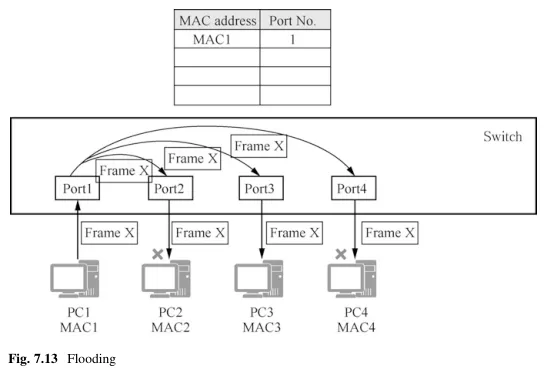 MAC address Port No.
MAC1 1
Switch
Frame X
Frame X
Frame X
Port1 Port2 Port3 Port4
Frame X Frame X Frame X Frame X
PC1 PC2 PC3 PC4
MAC1 MAC2 MAC3 MAC4
Fig. 7.13 Flooding